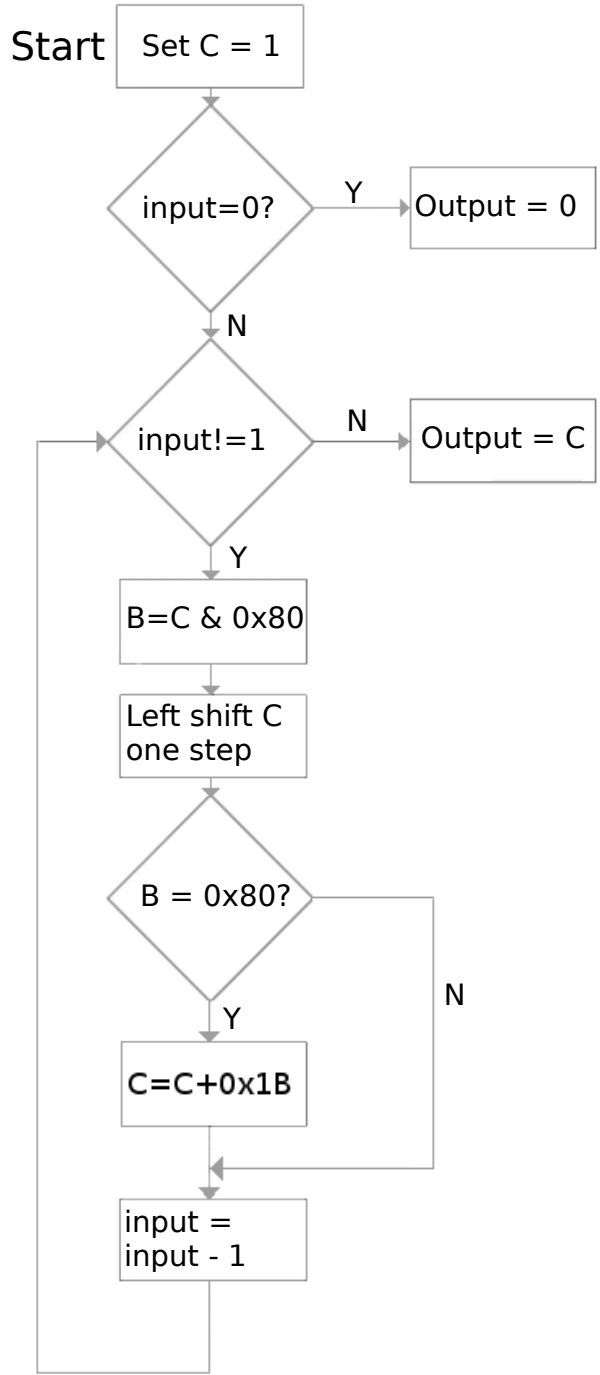 Start
Set C = 1
input=0?
Y
Output = 0
N
input!=1
N
Output = C
Y
B=C & 0x80
Left shift C
one step
B = 0x80?
N
Y
C=C+0x1B
input =
input - 1